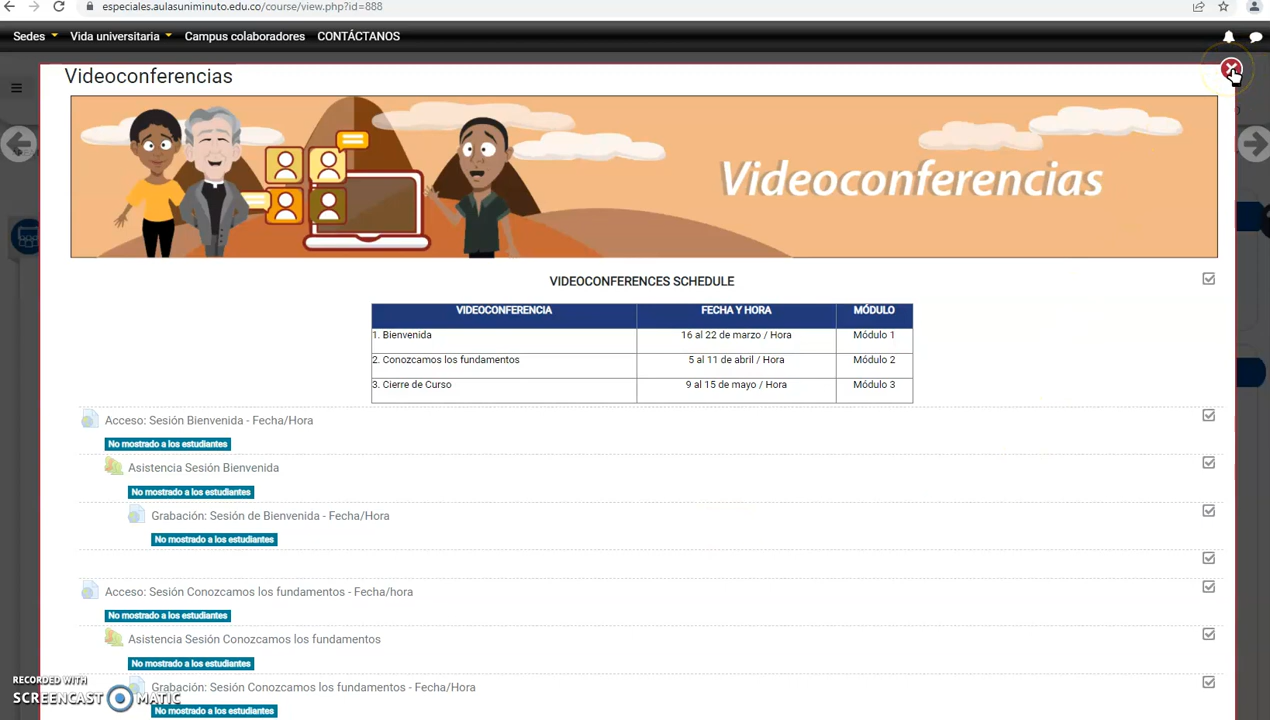 especiales.aulasuniminuto.edu.co/course/view.php?id=888
Sedes Vida universitaria Campus colaboradores CONTÁCTANOS
Videoconferencias
Videoconferencias
VIDEOCONFERENCES SCHEDULE
VIDEOCONFERENCIA FECHA Y HORA MÓDULO
1. Bienvenida 16 al 22 de marzo / Hora Módulo 1
2. Conozcamos los fundamentos 5 al 11 de abril / Hora Módulo 2
3. Cierre de Curso 9 al 15 de mayo / Hora Módulo 3
Acceso: Sesión Bienvenida - Fecha/Hora
No mostrado a los estudiantes
Asistencia Sesión Bienvenida
No mostrado a los estudiantes
Grabación: Sesión de Bienvenida - Fecha/Hora
No mostrado a los estudiantes
Acceso: Sesión Conozcamos los fundamentos - Fecha/hora
No mostrado a los estudiantes
Asistencia Sesión Conozcamos los fundamentos
No mostrado a los estudiantes
Grabación: Sesión Conozcamos los fundamentos - Fecha/Hora
No mostrado a los estudiantes
RECORDED WITH
SCREENCAST MATIC